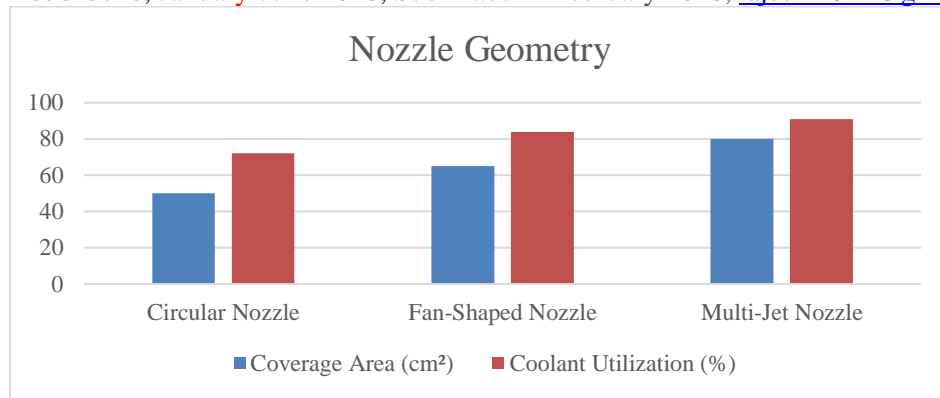 Nozzle Geometry
100
80
60
40
20
0
Circular Nozzle Fan-Shaped Nozzle Multi-Jet Nozzle
Coverage Area (cm²) Coolant Utilization (%)